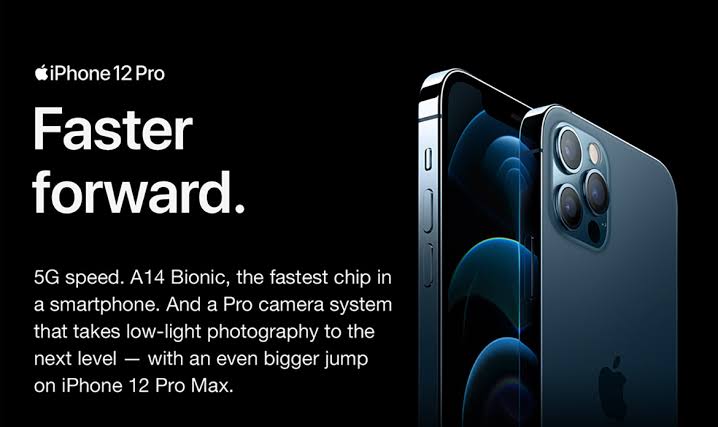 iPhone 12 Pro
Faster
forward.
5G speed. A14 Bionic, the fastest chip in
a smartphone. And a Pro camera system
that takes low-light photography to the
next level — with an even bigger jump
on iPhone 12 Pro Max.